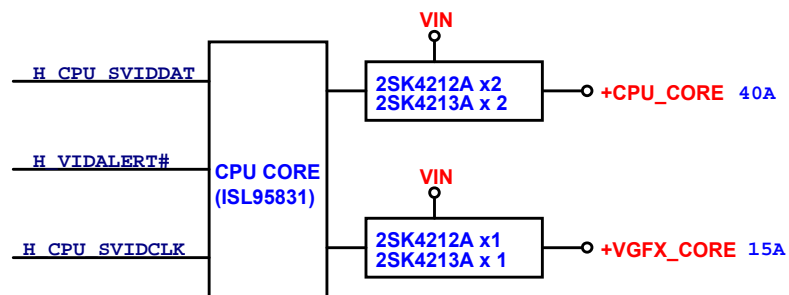 VIN
H_CPU_SVIDDAT
2SK4212A x2
2SK4213A x 2
+CPU_CORE 40A
H_VIDALERT#
CPU CORE
(ISL95831)
VIN
H_CPU_SVIDCLK
2SK4212A x1
2SK4213A x 1
+VGFX_CORE 15A